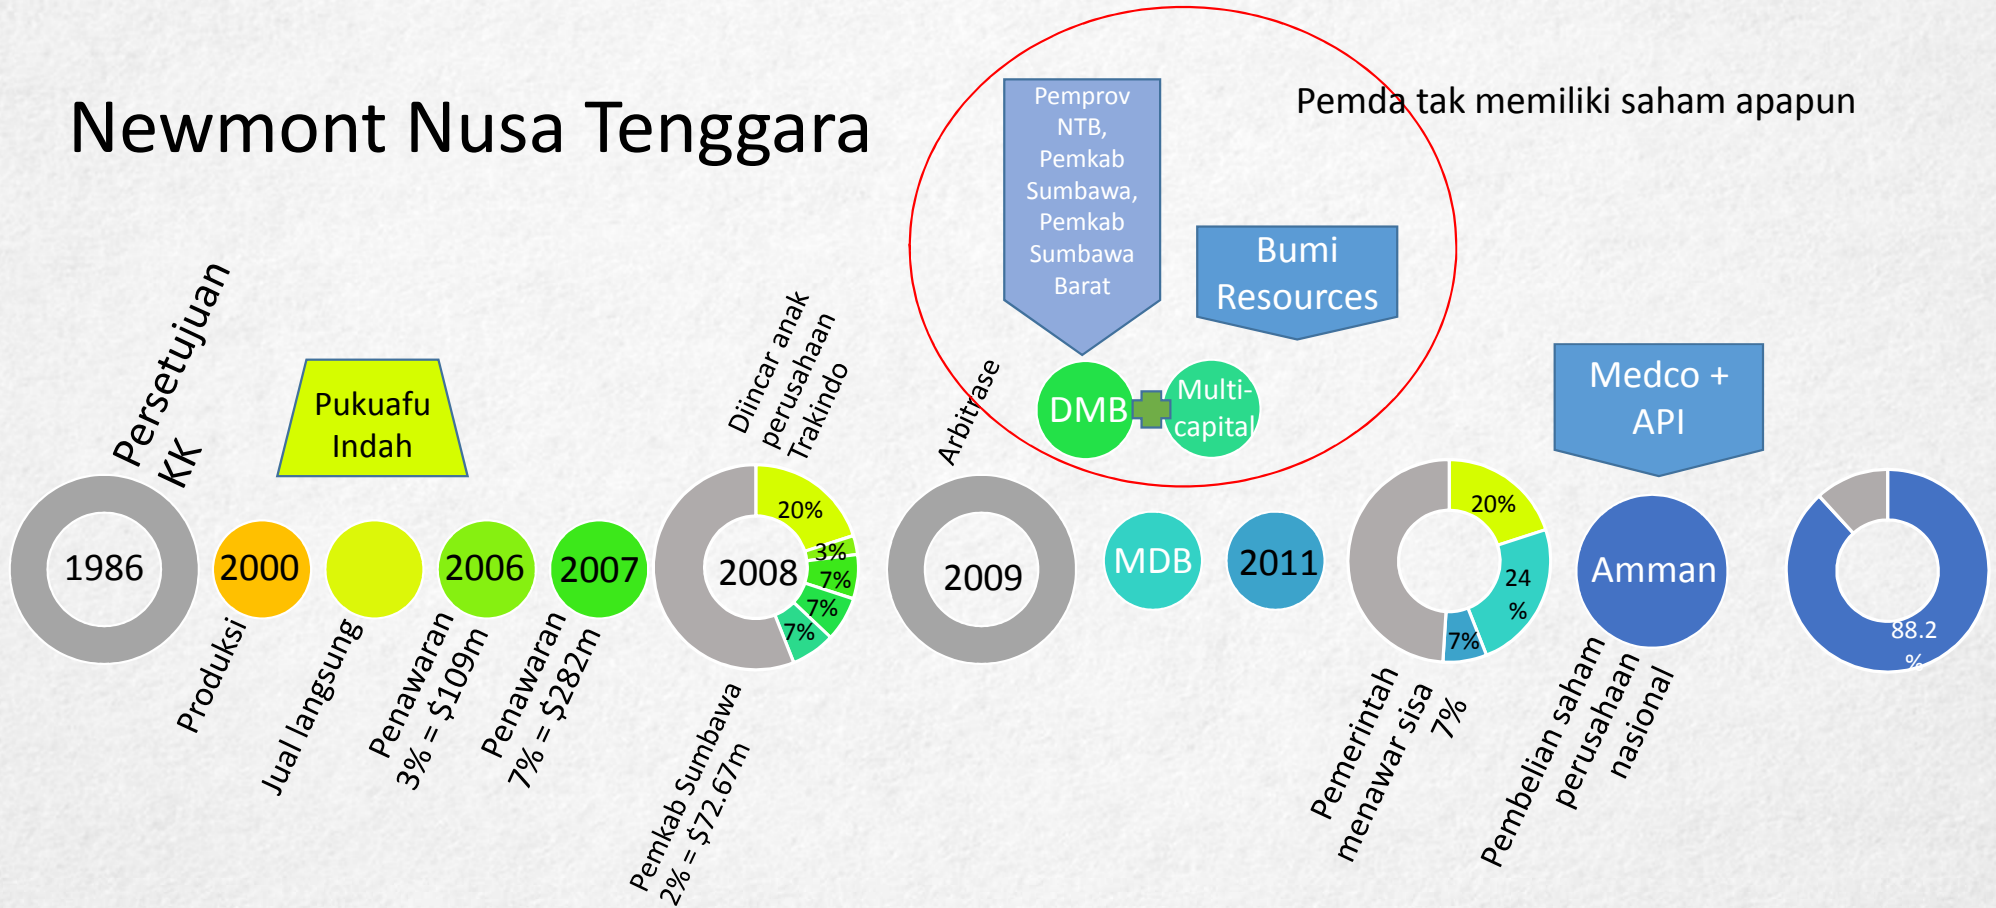 Newmont Nusa Tenggara
Pemda tak memiliki saham apapun
Pemprov
NTB,
Pemkab
Sumbawa,
Pemkab
Sumbawa
Barat
Bumi
Resources
DMB
Multi-
capital
Persetujuan
KK
1986
Pukuafu
Indah
2000
Produksi
Jual langsung
2006
Penawaran
3% = $109m
2007
Penawaran
7% = $282m
Diincar anak
perusahaan
Trakindo
2008
20%
3%
7%
7%
7%
Pemkab Sumbawa
2% = $72.67m
Arbitrase
2009
MDB
2011
20%
24
%
7%
Pemerintah
menawar sisa
7%
Medco +
API
Amman
Pembelian saham
perusahaan
nasional
88.2
%